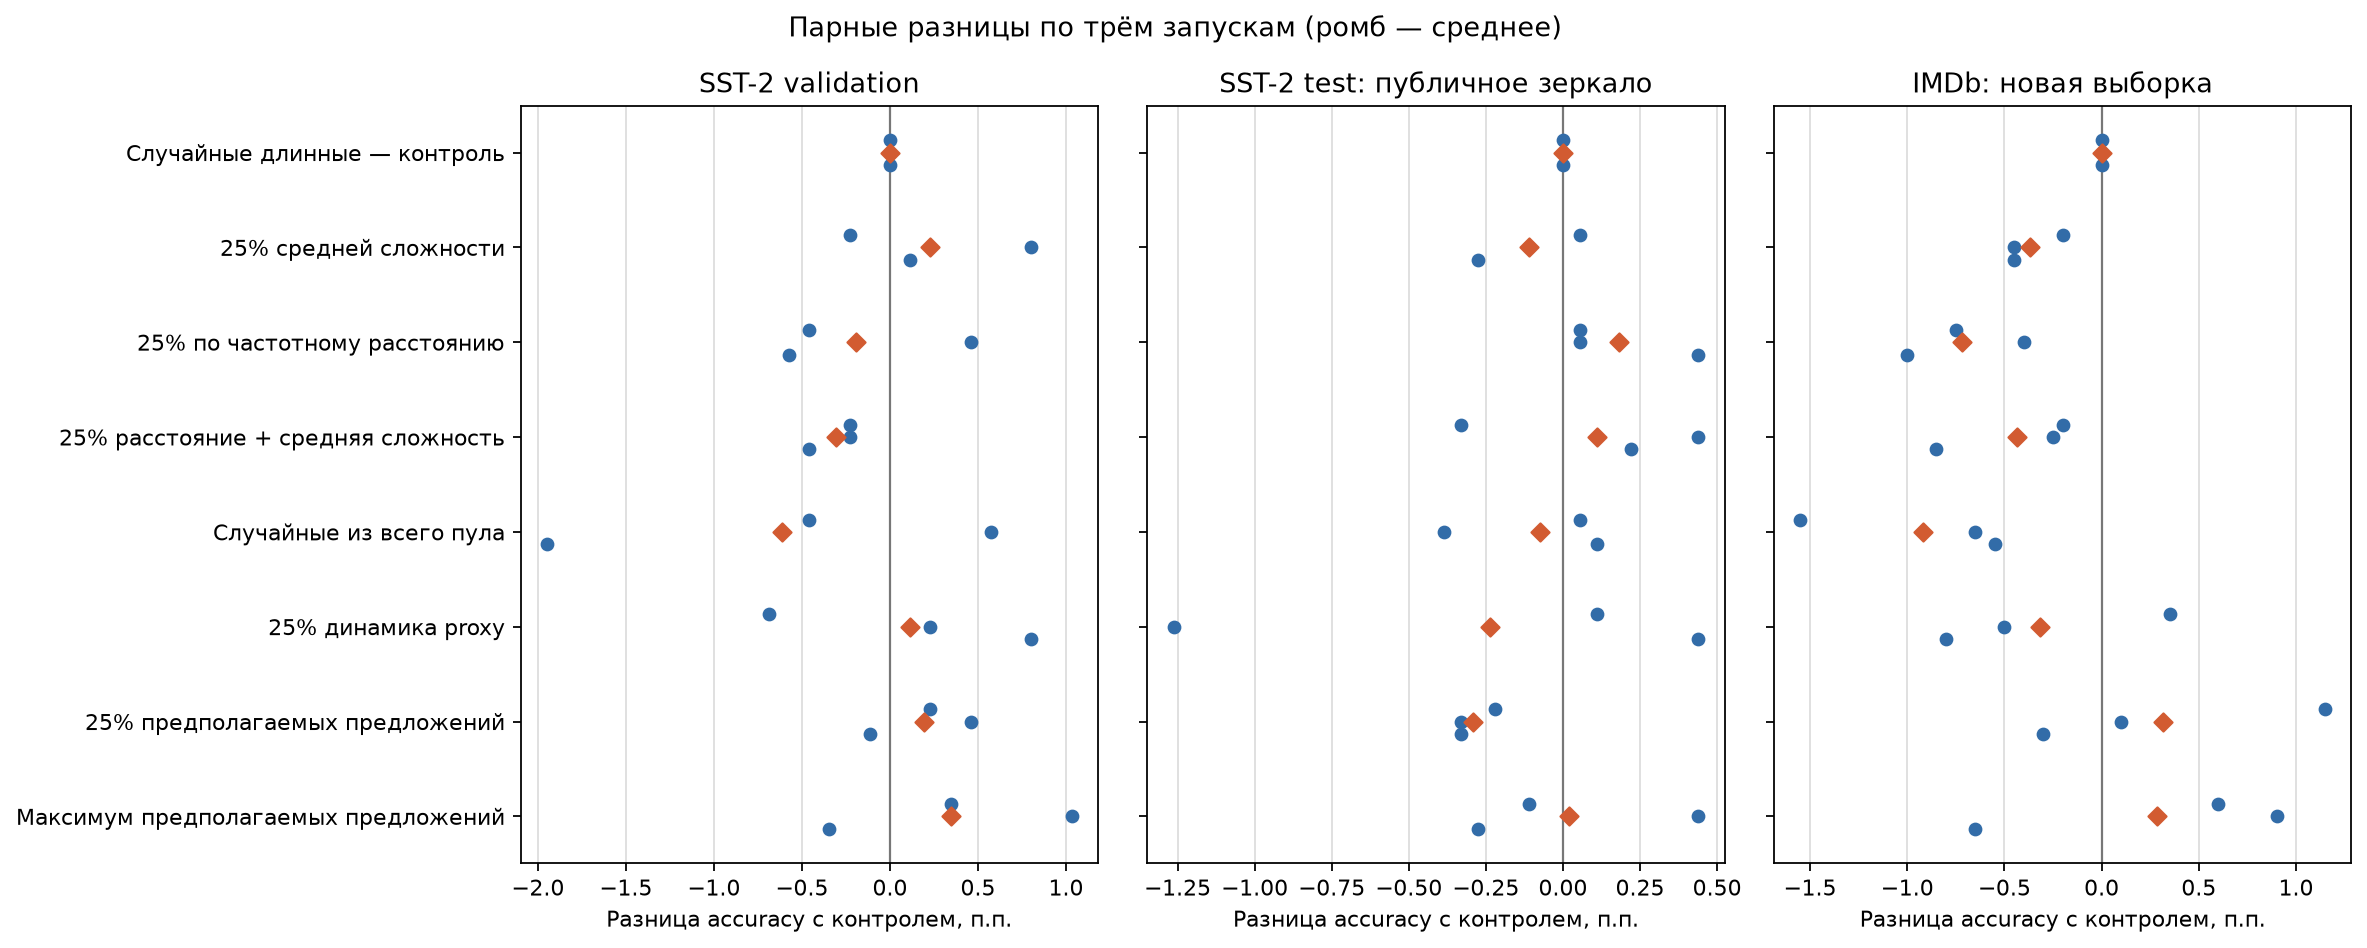 Парные разницы по трём запускам (ромб — среднее)
SST-2 validation
SST-2 test: публичное зеркало
IMDb: новая выборка
Случайные длинные — контроль
25% средней сложности
25% по частотному расстоянию
25% расстояние + средняя сложность
Случайные из всего пула
25% динамика proxy
25% предполагаемых предложений
Максимум предполагаемых предложений
−2.0 −1.5 −1.0 −0.5 0.0 0.5 1.0
−1.25 −1.00 −0.75 −0.50 −0.25 0.00 0.25 0.50
−1.5 −1.0 −0.5 0.0 0.5 1.0
Разница accuracy с контролем, п.п.
Разница accuracy с контролем, п.п.
Разница accuracy с контролем, п.п.